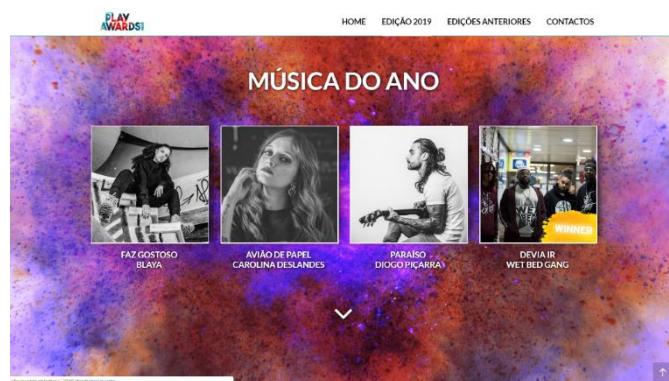 PLAY
AWARDS
HOME EDIÇÃO 2019 EDIÇÕES ANTERIORES CONTACTOS
MÚSICA DO ANO
WINNER
FAZ GOSTOSO
BLAYA
AVIÃO DE PAPEL
CAROLINA DESLANDES
PARAÍSO
DIOGO PIÇARRA
DEVIA IR
WET BED GANG